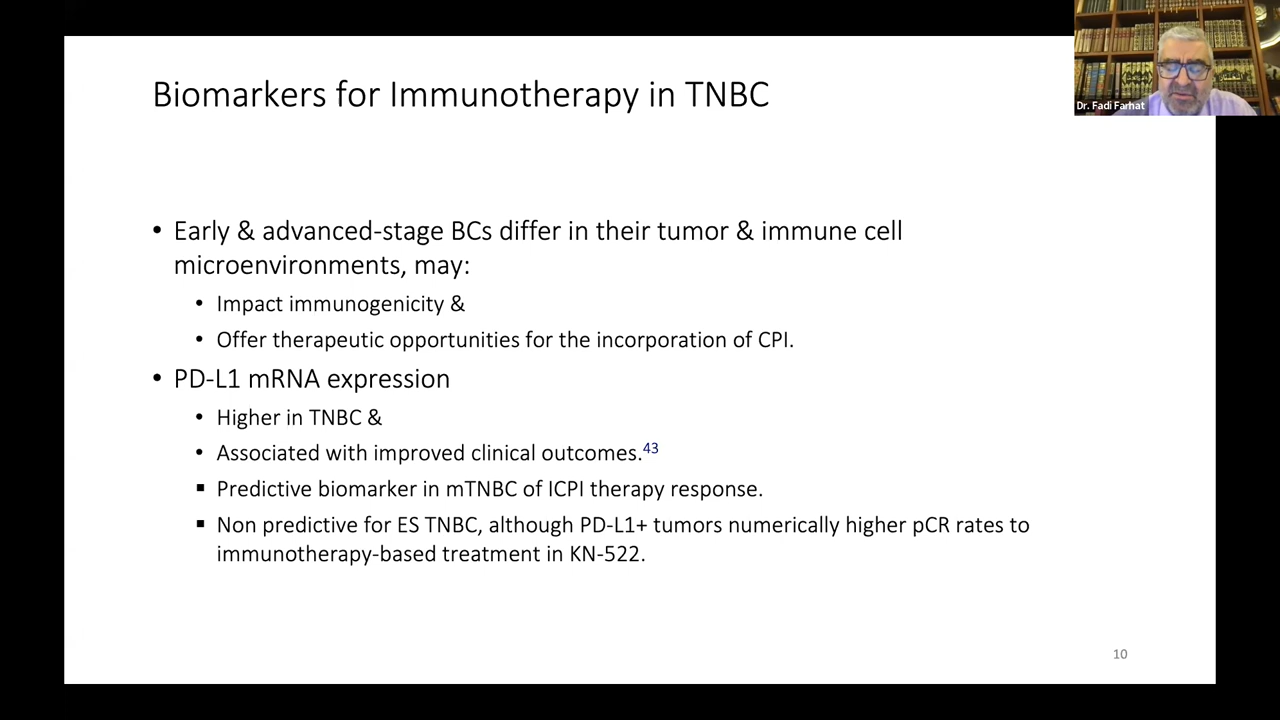 Biomarkers for Immunotherapy in TNBC
Dr. Fadi Farhat
• Early & advanced-stage BCs differ in their tumor & immune cell
microenvironments, may:
• Impact immunogenicity &
• Offer therapeutic opportunities for the incorporation of CPI.
• PD-L1 mRNA expression
• Higher in TNBC &
• Associated with improved clinical outcomes.43
▪ Predictive biomarker in mTNBC of ICPI therapy response.
▪ Non predictive for ES TNBC, although PD-L1+ tumors numerically higher pCR rates to
immunotherapy-based treatment in KN-522.
10